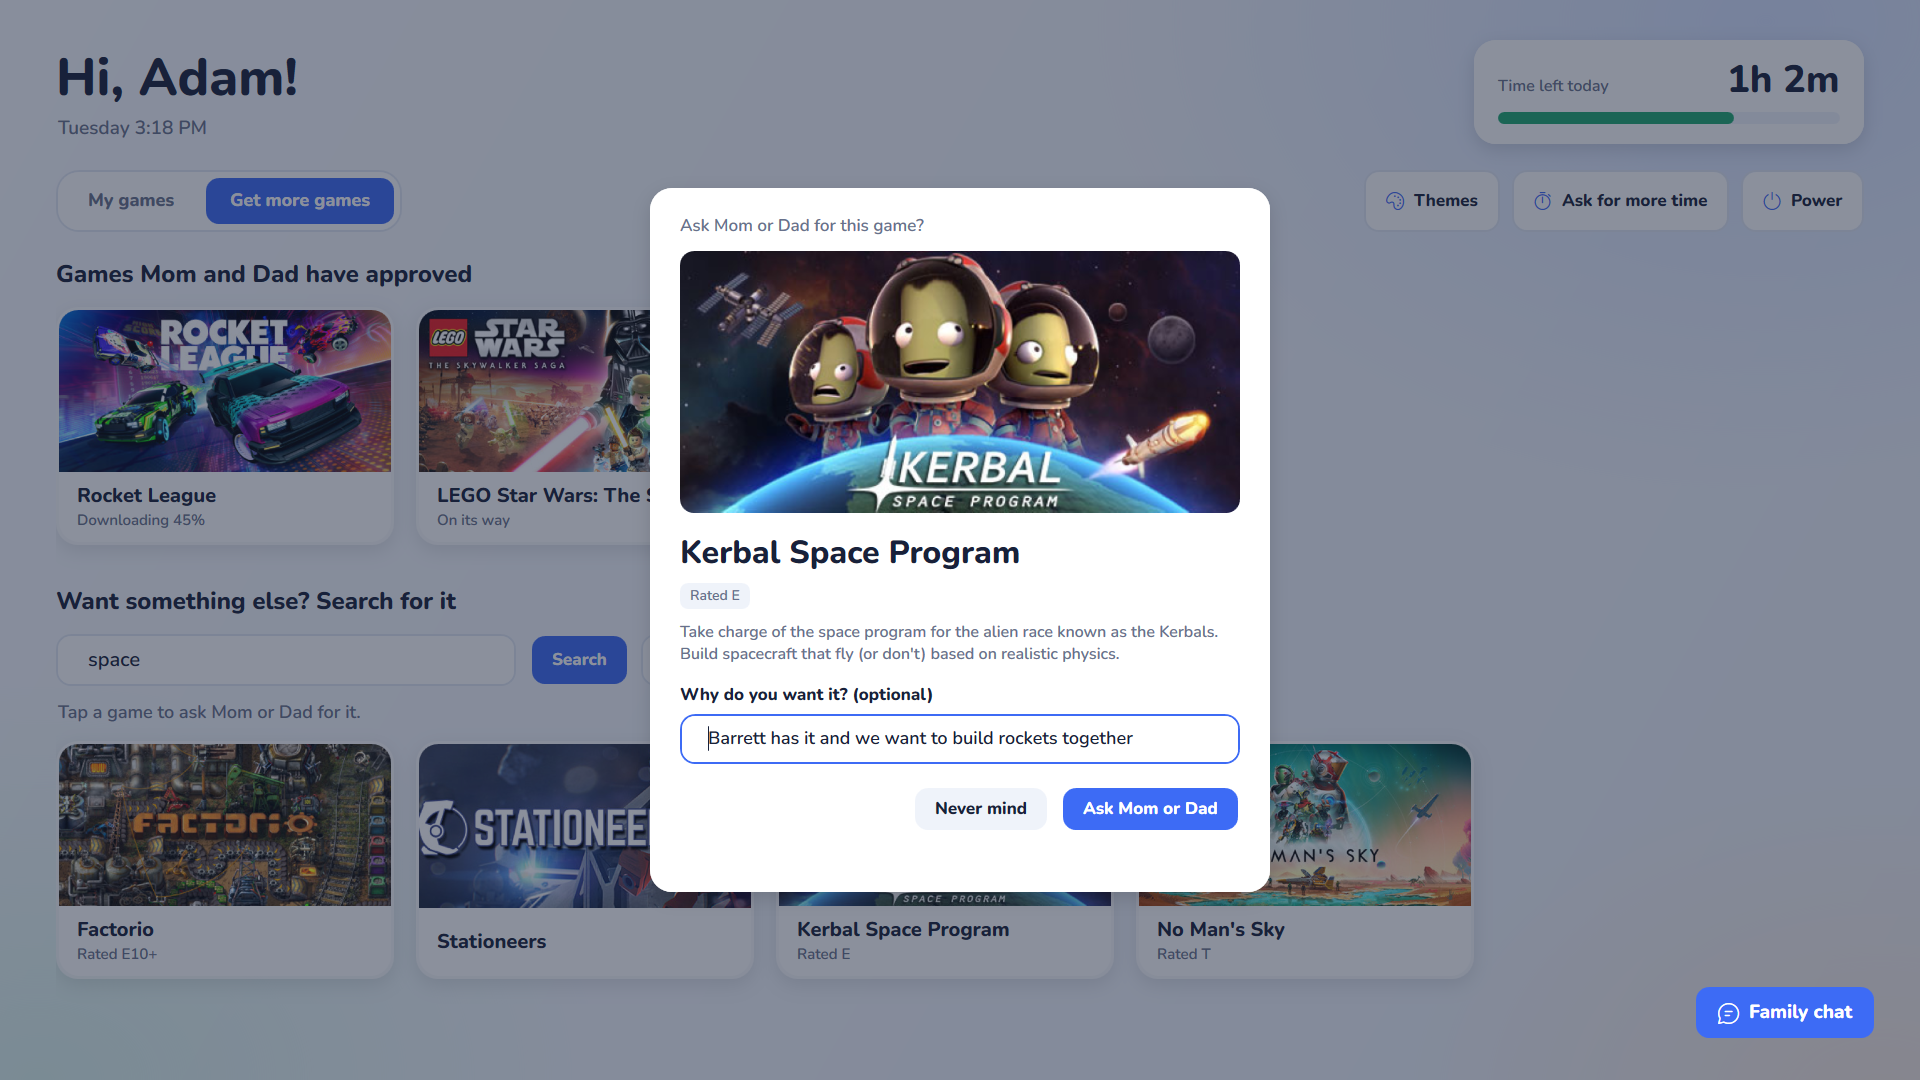 Hi, Adam!
Tuesday 3:18 PM
Time left today
1h 2m
My games
Get more games
Themes
Ask for more time
Power
Games Mom and Dad have approved
ROCKET LEAGUE
LEGO STAR WARS
THE SKYWALKER SAGA
Rocket League
Downloading 45%
LEGO Star Wars: The
On its way
Want something else? Search for it
space
Search
Tap a game to ask Mom or Dad for it.
FACTORIO
STATIONEE
SPACE PROGRAM
MAN'S SKY
Factorio
Rated E10+
Stationeers
Kerbal Space Program
Rated E
No Man's Sky
Rated T
Ask Mom or Dad for this game?
KERBAL
SPACE PROGRAM
Kerbal Space Program
Rated E
Take charge of the space program for the alien race known as the Kerbals.
Build spacecraft that fly (or don't) based on realistic physics.
Why do you want it? (optional)
Barrett has it and we want to build rockets together
Never mind
Ask Mom or Dad
Family chat